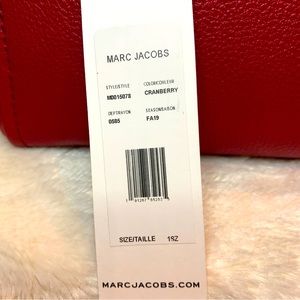 MARC JACOBS
STYLE/STYLE COLOR/COULEUR
M0015078 CRANBERRY
DEPT/RAYON SEASON/SAISON
0585 FA19
SIZE/TAILLE 1SZ
MARCJACOBS.COM